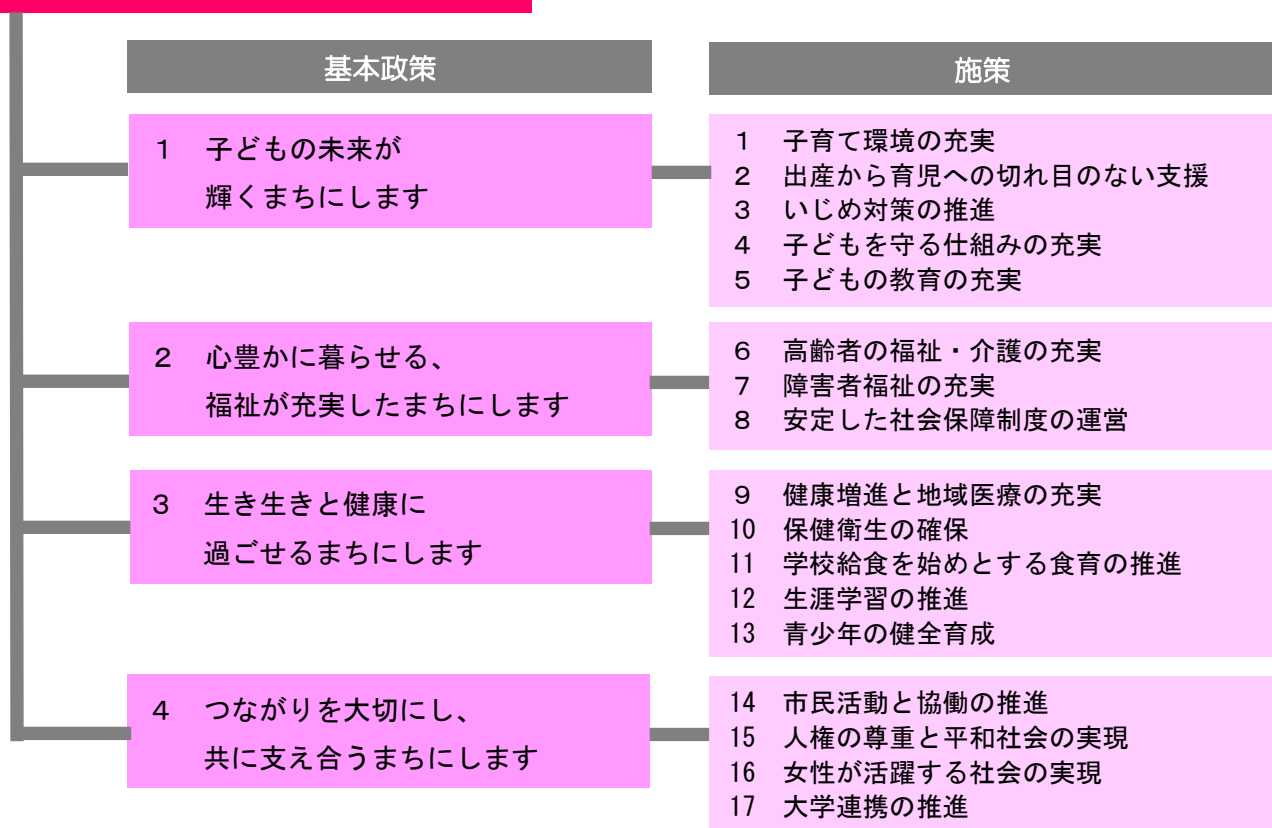 基本政策
施策
１　子どもの未来が
輝くまちにします
１　子育て環境の充実
２　出産から育児への切れ目のない支援
３　いじめ対策の推進
４　子どもを守る仕組みの充実
５　子どもの教育の充実
２　心豊かに暮らせる、
福祉が充実したまちにします
６　高齢者の福祉・介護の充実
７　障害者福祉の充実
８　安定した社会保障制度の運営
３　生き生きと健康に
過ごせるまちにします
９　健康増進と地域医療の充実
10　保健衛生の確保
11　学校給食を始めとする食育の推進
12　生涯学習の推進
13　青少年の健全育成
４　つながりを大切にし、
共に支え合うまちにします
14　市民活動と協働の推進
15　人権の尊重と平和社会の実現
16　女性が活躍する社会の実現
17　大学連携の推進